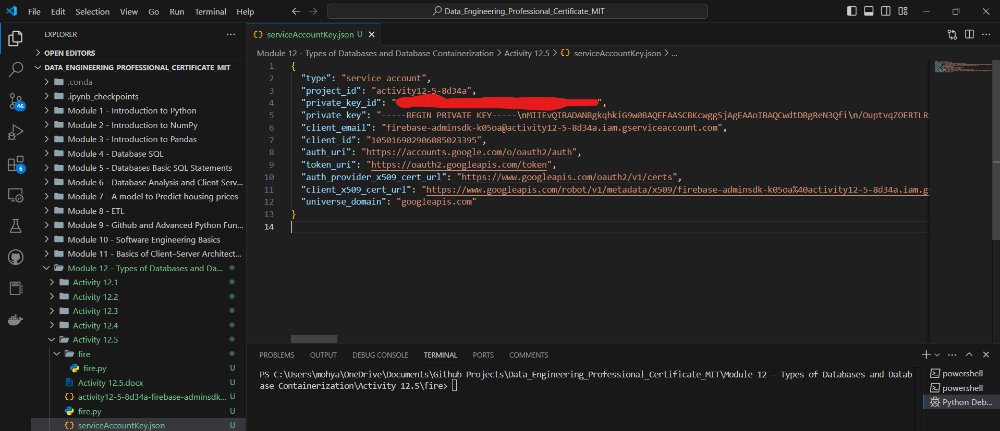 File Edit Selection View Go Run Terminal Help
Data_Engineering_Professional_Certificate_MIT
EXPLORER
OPEN EDITORS
DATA_ENGINEERING_PROFESSIONAL_CERTIFICATE_MIT
.conda
.ipynb_checkpoints
Module 1 - Introduction to Python
Module 2 - Introduction to NumPy
Module 3 - Introduction to Pandas
Module 4 - Database SQL
Module 5 - Databases Basic SQL Statements
Module 6 - Database Analysis and Client Serv...
Module 7 - A model to Predict housing prices
Module 8 - ETL
Module 9 - Github and Advanced Python Fun...
Module 10 - Software Engineering Basics
Module 11 - Basics of Client–Server Architect...
Module 12 - Types of Databases and Da...
Activity 12.1
Activity 12.2
Activity 12.3
Activity 12.4
Activity 12.5
fire
fire.py U
Activity 12.5.docx U
{} activity12-5-8d34a-firebase-adminsdk... U
fire.py U
{} serviceAccountKey.json U
46
6
{} serviceAccountKey.json U
Module 12 - Types of Databases and Database Containerization > Activity 12.5 > {} serviceAccountKey.json > ...
1 {
2 "type": "service_account",
3 "project_id": "activity12-5-8d34a",
4 "private_key_id": "",
5 "private_key": "-----BEGIN PRIVATE KEY-----\nMIIEvQIBADANBgkqhkiG9w0BAQEFAASCBKcwggSjAgEAAoIBAQCwdtDBgReN3Qfi\n/OuptvqZOERTLR
6 "client_email": "firebase-adminsdk-k05oa@activity12-5-8d34a.iam.gserviceaccount.com",
7 "client_id": "105016902906085023395",
8 "auth_uri": "https://accounts.google.com/o/oauth2/auth",
9 "token_uri": "https://oauth2.googleapis.com/token",
10 "auth_provider_x509_cert_url": "https://www.googleapis.com/oauth2/v1/certs",
11 "client_x509_cert_url": "https://www.googleapis.com/robot/v1/metadata/x509/firebase-adminsdk-k05oa%40activity12-5-8d34a.iam.g
12 "universe_domain": "googleapis.com"
13 }
14
PROBLEMS OUTPUT DEBUG CONSOLE TERMINAL PORTS COMMENTS
PS C:\Users\mohya\OneDrive\Documents\Github Projects\Data_Engineering_Professional_Certificate_MIT\Module 12 - Types of Databases and Datab
ase Containerization\Activity 12.5\fire>
powershell
powershell
Python Deb...